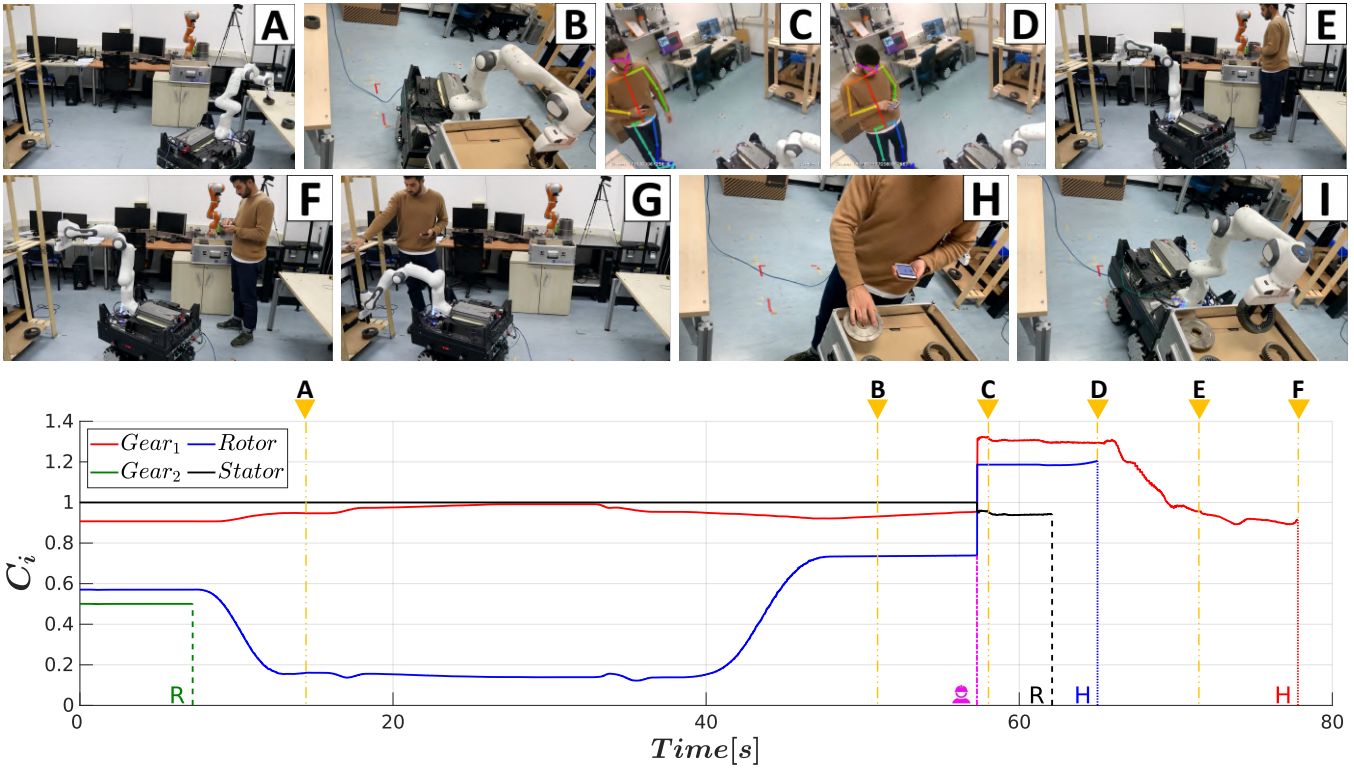 A
B
C
D
E
F
G
H
I
A B C D E F
1.4
1.2
1
0.8
0.6
0.4
0.2
0
Gear1 Rotor
Gear2 Stator
Ci
R R H H
0 20 40 60 80
Time[s]